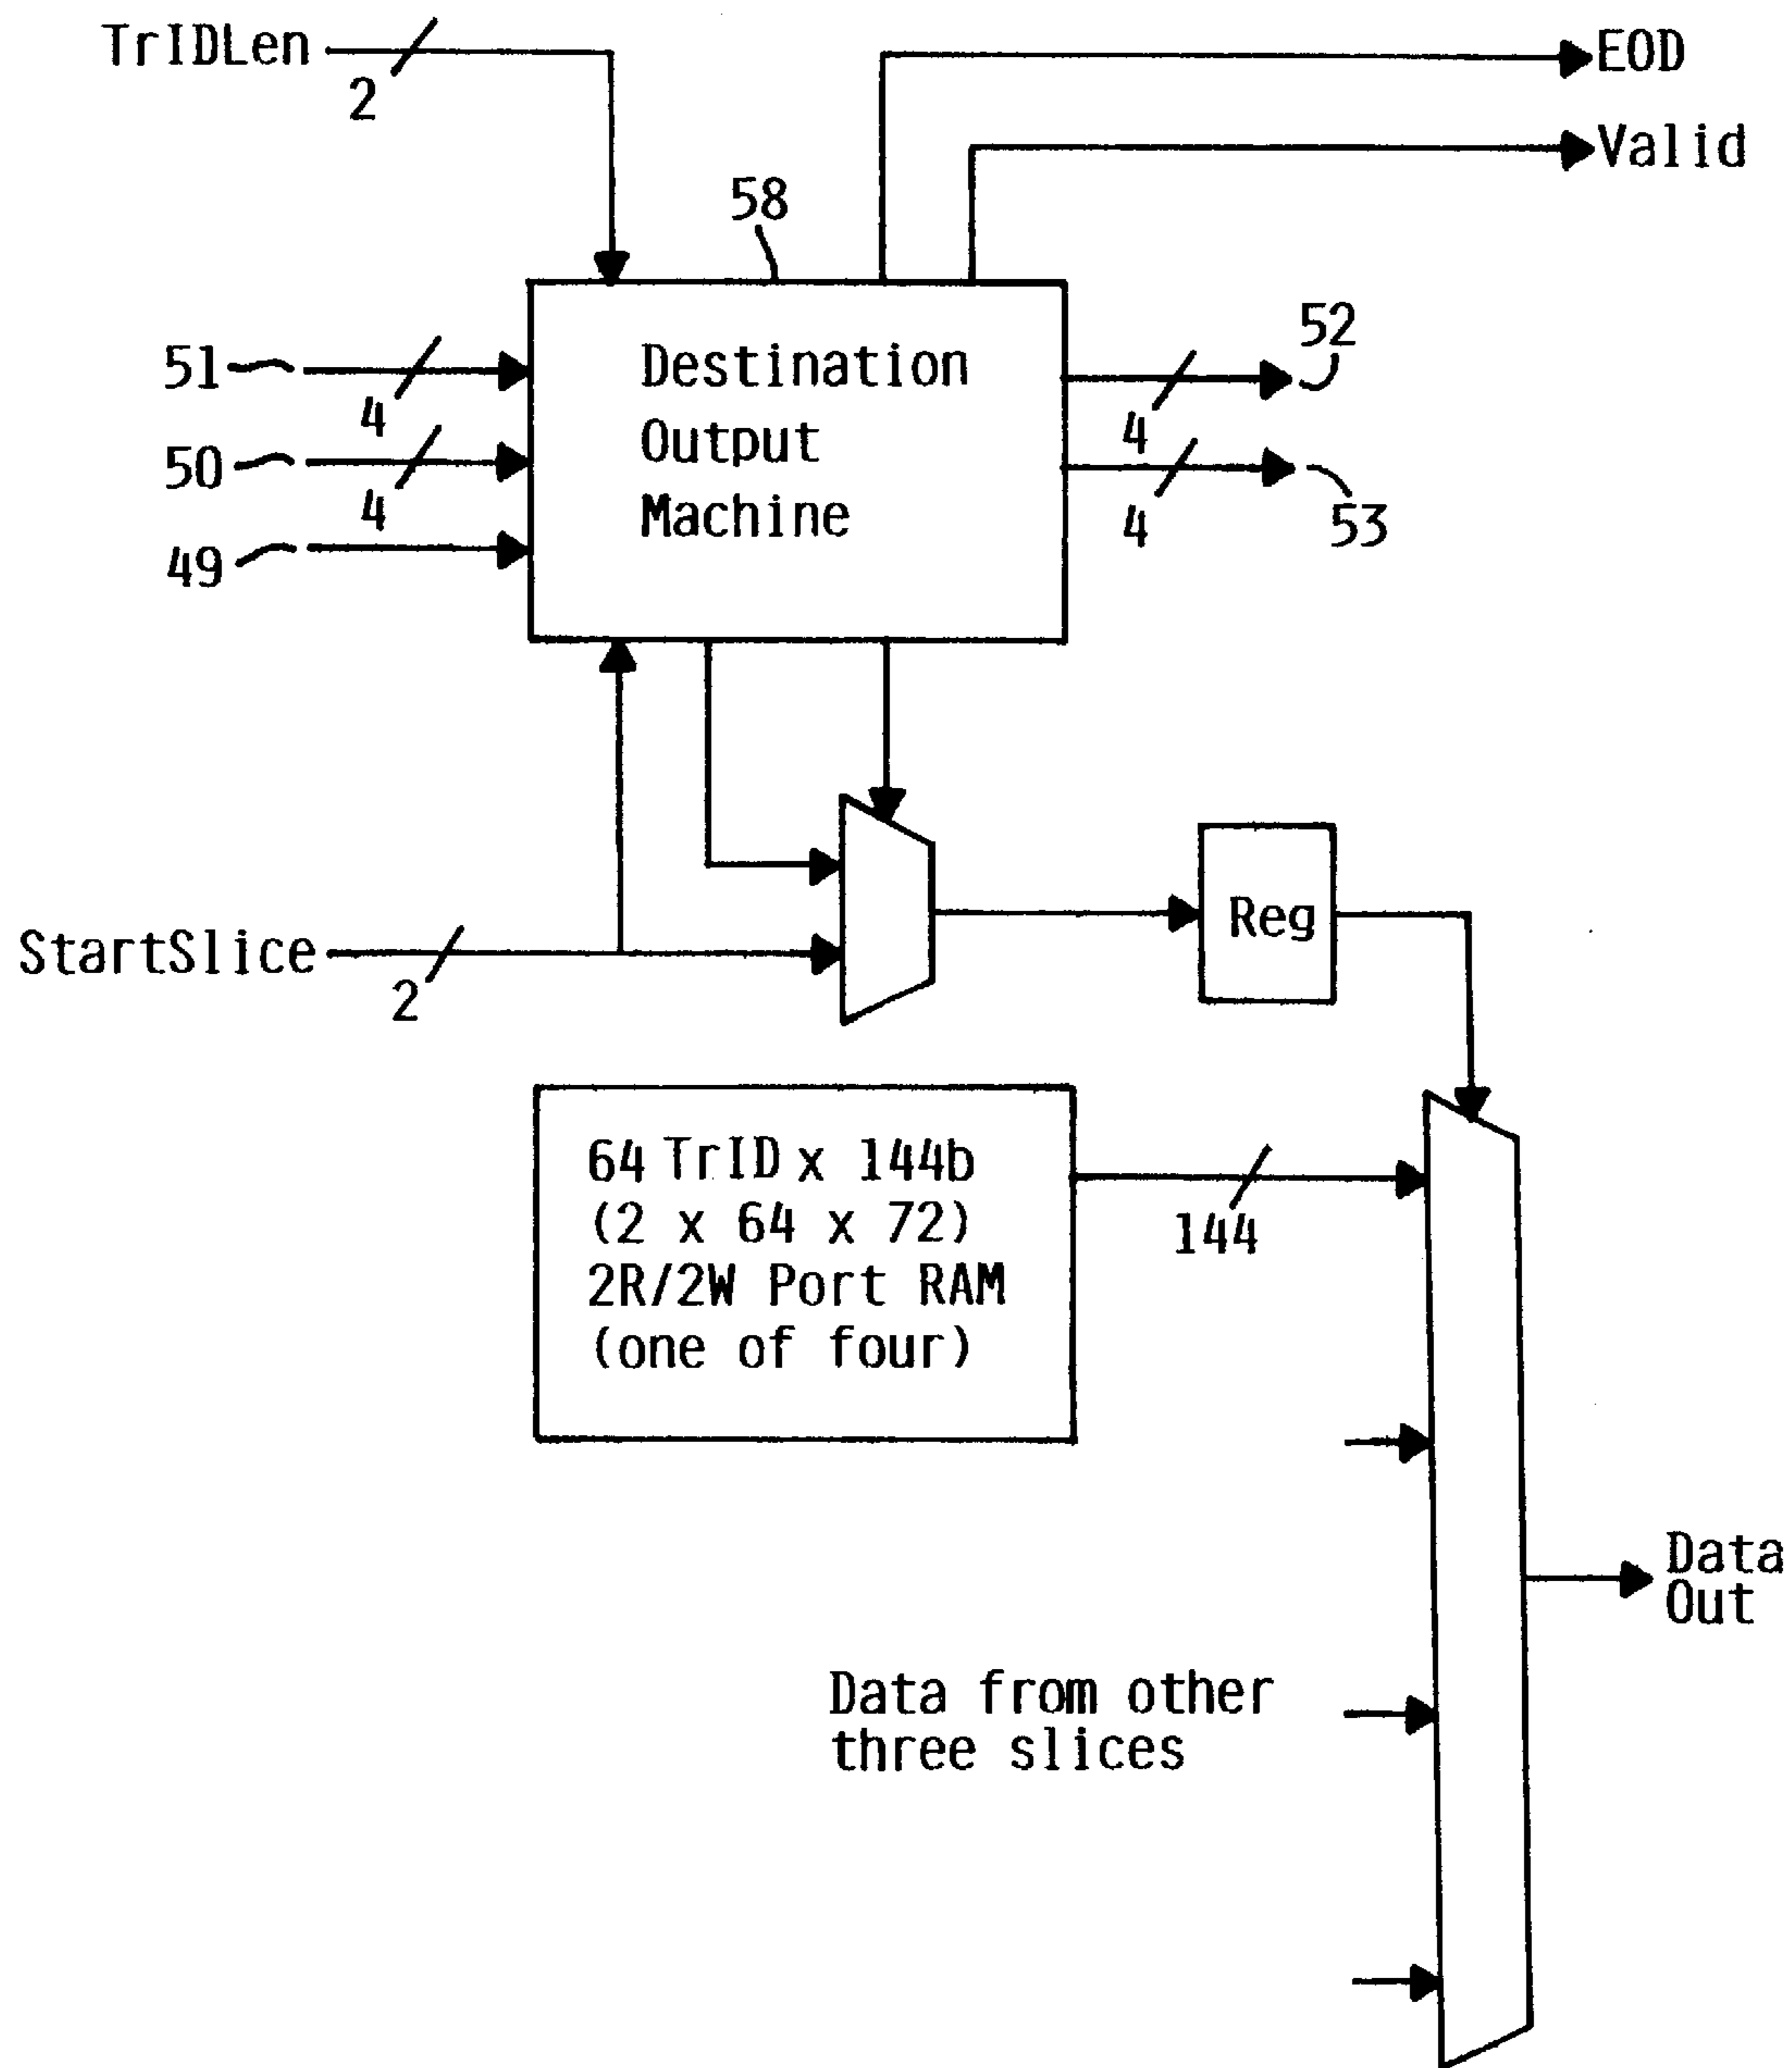 TrIDLen
2
EOD
Valid
58
51
4
50
4
49
Destination
Output
Machine
52
4
53
4
StartSlice
2
Reg
64 TrID x 144b
(2 x 64 x 72)
2R/2W Port RAM
(one of four)
144
Data
Out
Data from other
three slices